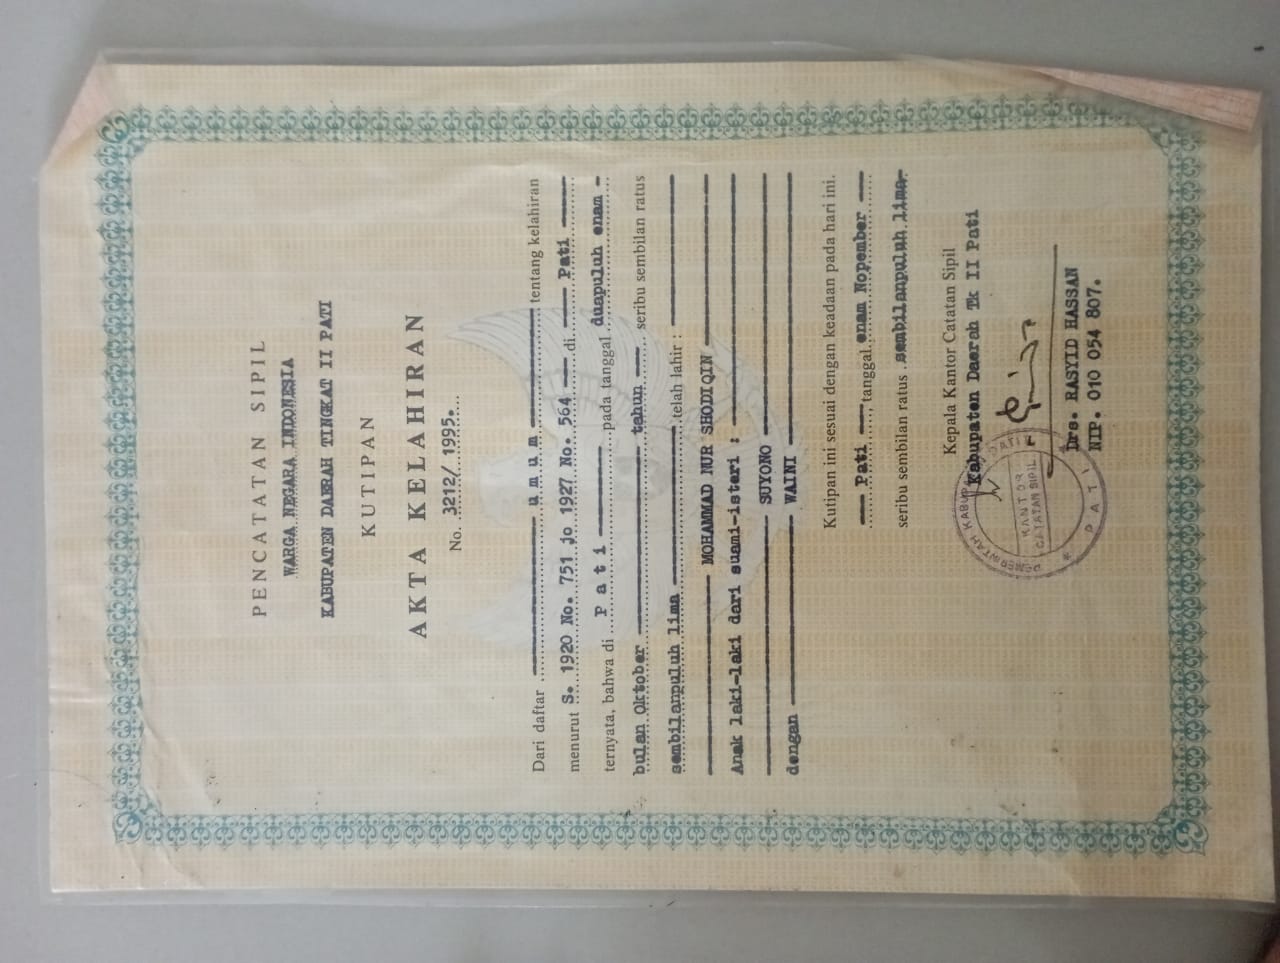 PENCATATAN SIPIL
WARGA NEGARA INDONESIA
KABUPATEN DAERAH TINGKAT II PATI
KUTIPAN
AKTA KELAHIRAN
No. 3212/ 1995.
Dari daftar u m u m tentang kelahiran
menurut S. 1920 No. 751 jo 1927 No. 564 di Pati
ternyata, bahwa di P a t i pada tanggal duapuluh enam -
bulan Oktober tahun seribu sembilan ratus
sembilanpuluh lima telah lahir :
MOHAMMAD NUR SHODIQIN
Anak laki-laki dari suami-isteri :
SUYONO
dengan WAINI
Kutipan ini sesuai dengan keadaan pada hari ini.
Pati, tanggal enam Nopember
seribu sembilan ratus sembilanpuluh lima-
Kepala Kantor Catatan Sipil
Kabupaten Daerah Tk II Pati
PEMERINTAH KABUPATEN DATI II
KANTOR
CATATAN SIPIL
* PATI *
Drs. RASYID HASSAN
NIP. 010 054 807.